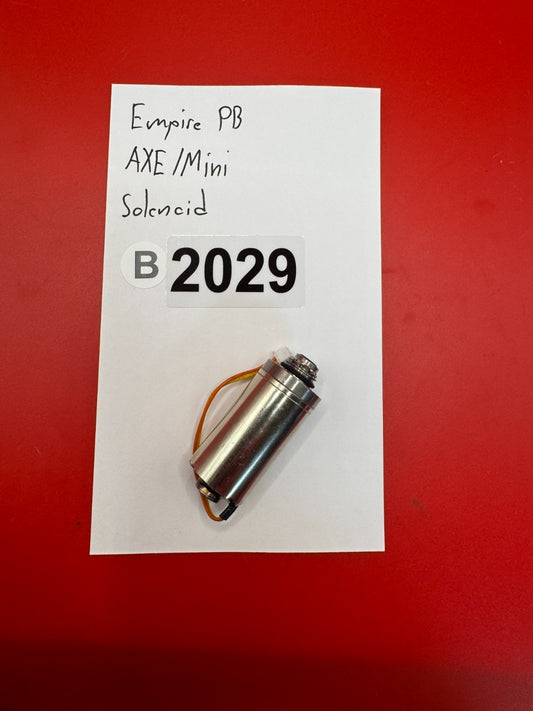 Empire PB
AXE/Mini
Solenoid
B 2029